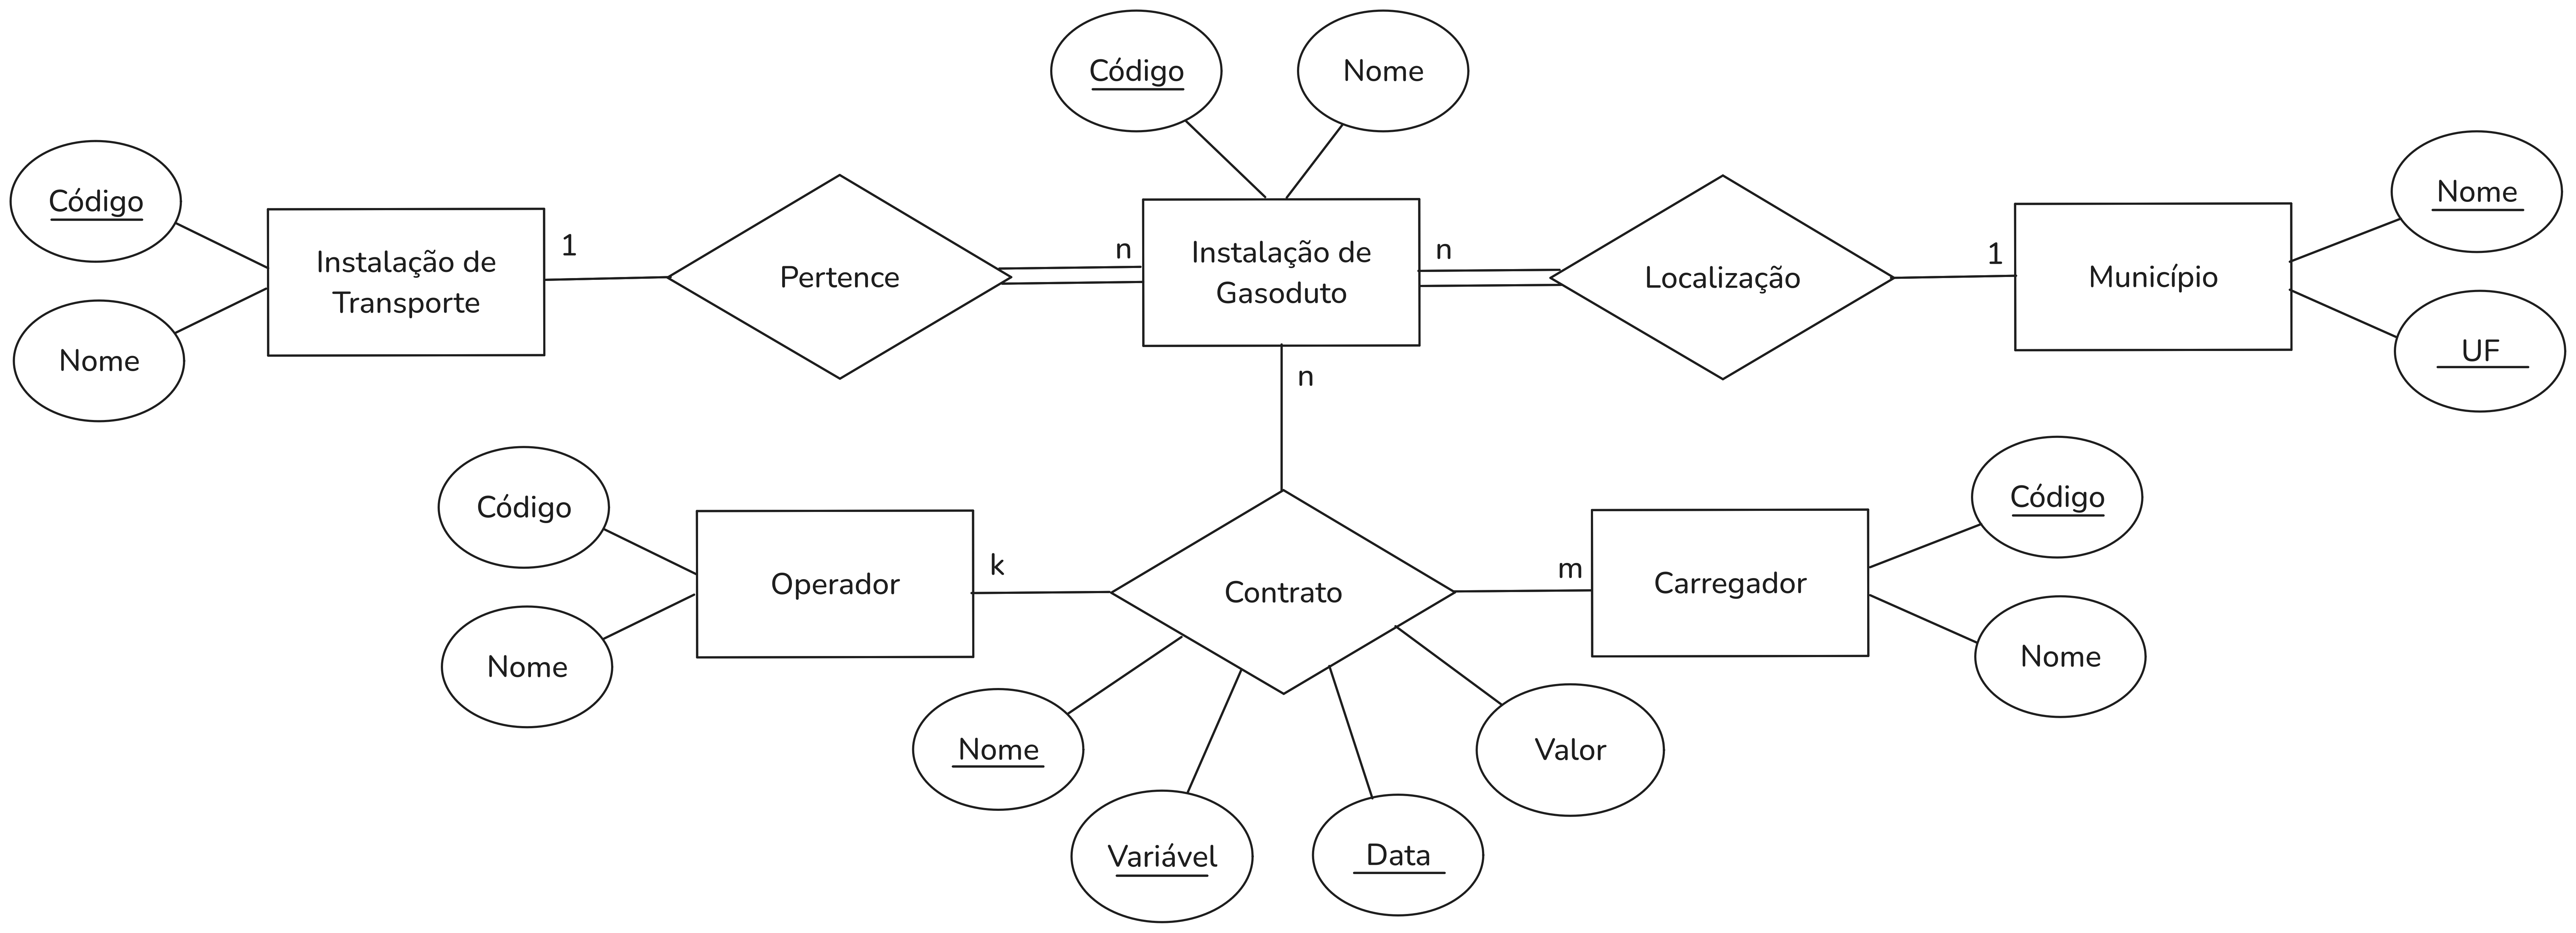 Código
Nome
Código
Nome
Instalação de
Transporte
1
Pertence
n
Instalação de
Gasoduto
n
Localização
1
Município
Nome
UF
n
Código
Nome
Operador
k
Contrato
m
Carregador
Código
Nome
Nome
Variável
Data
Valor